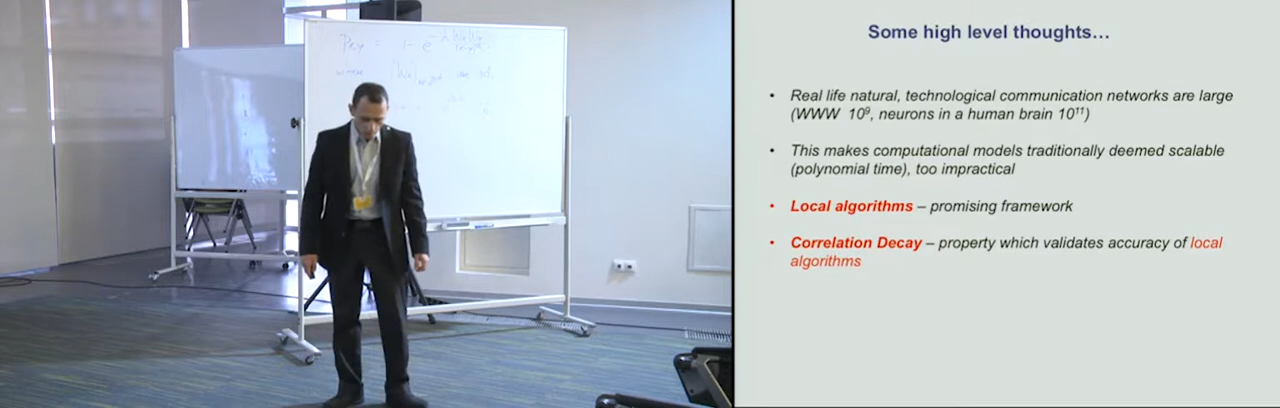 where
Some high level thoughts…
• Real life natural, technological communication networks are large
(WWW 10⁹, neurons in a human brain 10¹¹)
• This makes computational models traditionally deemed scalable
(polynomial time), too impractical
• Local algorithms – promising framework
• Correlation Decay – property which validates accuracy of local
algorithms